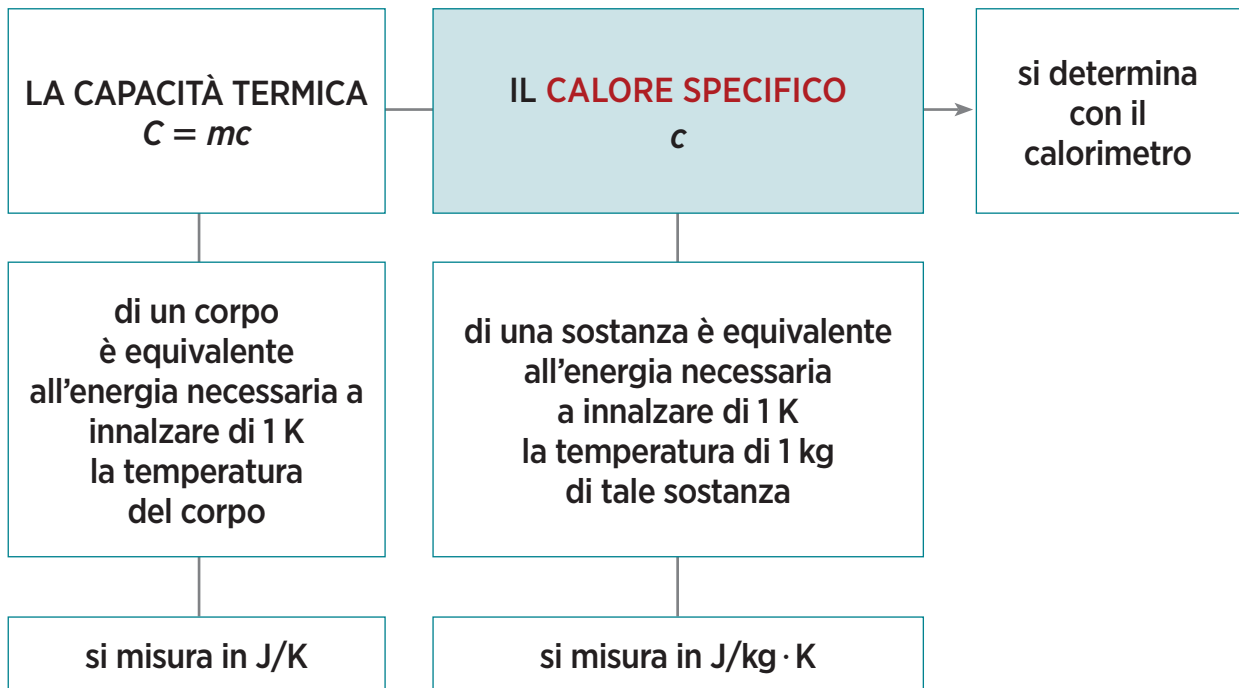 LA CAPACITÀ TERMICA
C = mc
IL CALORE SPECIFICO
c
si determina
con il
calorimetro
di un corpo
è equivalente
all’energia necessaria a
innalzare di 1 K
la temperatura
del corpo
di una sostanza è equivalente
all’energia necessaria
a innalzare di 1 K
la temperatura di 1 kg
di tale sostanza
si misura in J/K
si misura in J/kg · K